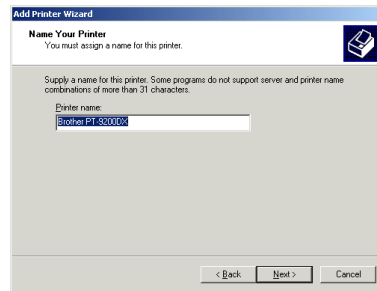 Add Printer Wizard
Name Your Printer
You must assign a name for this printer.
Supply a name for this printer. Some programs do not support server and printer name
combinations of more than 31 characters.
Printer name:
Brother PT-9200DX
< Back Next > Cancel